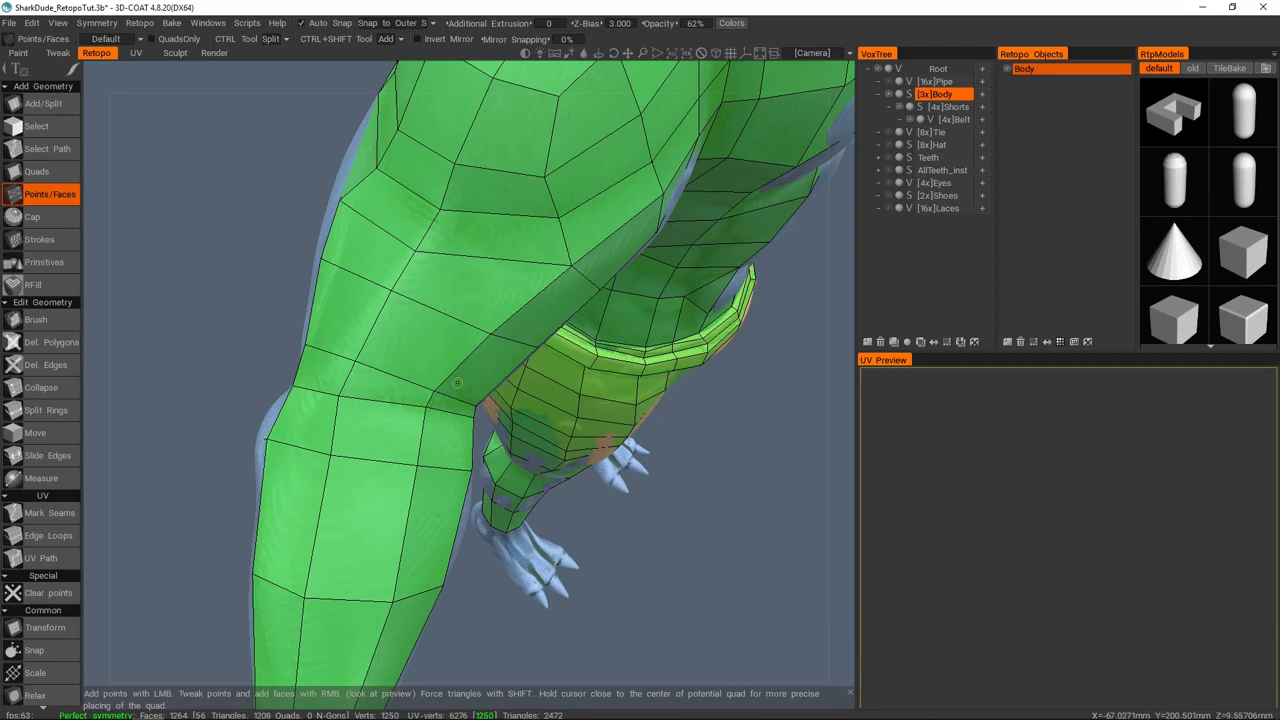 SharkDude_RetopoTut.3b* - 3D-COAT 4.8.20(DX64)
File Edit View Symmetry Retopo Bake Windows Scripts Help Auto Snap Snap to Outer S Additional Extrusion 0 Z-Bias 3.000 Opacity 62% Colors
Points/Faces Default QuadsOnly CTRL Tool Split CTRL+SHIFT Tool Add Invert Mirror Mirror Snapping 0%
Paint Tweak Retopo UV Sculpt Render [Camera]
Add Geometry
Add/Split
Select
Select Path
Quads
Points/Faces
Cap
Strokes
Primitives
RFill
Edit Geometry
Brush
Del. Polygons
Del. Edges
Collapse
Split Rings
Move
Slide Edges
Measure
UV
Mark Seams
Edge Loops
UV Path
Special
Clear points
Common
Transform
Snap
Scale
Relax
VoxTree
V Root +
V [16x]Pipe +
S [3x]Body +
S [4x]Shorts +
V [4x]Belt +
V [8x]Tie +
V [8x]Hat +
S Teeth +
S AllTeeth_inst +
V [4x]Eyes +
S [2x]Shoes +
V [16x]Laces +
Retopo Objects
Body
RtpModels
default old TileBake
UV Preview
Add points with LMB. Tweak points and add faces with RMB. (look at preview) Force triangles with SHIFT. Hold cursor close to the center of potential quad for more precise
placing of the quad.
fps:63; Perfect symmetry; Faces: 1264 [56 Triangles, 1208 Quads, 0 N-Gons] Verts: 1250 UV-verts: 6276 [1250] Triangles: 2472 X=-67.0271mm Y=200.501mm Z=9.55706mm